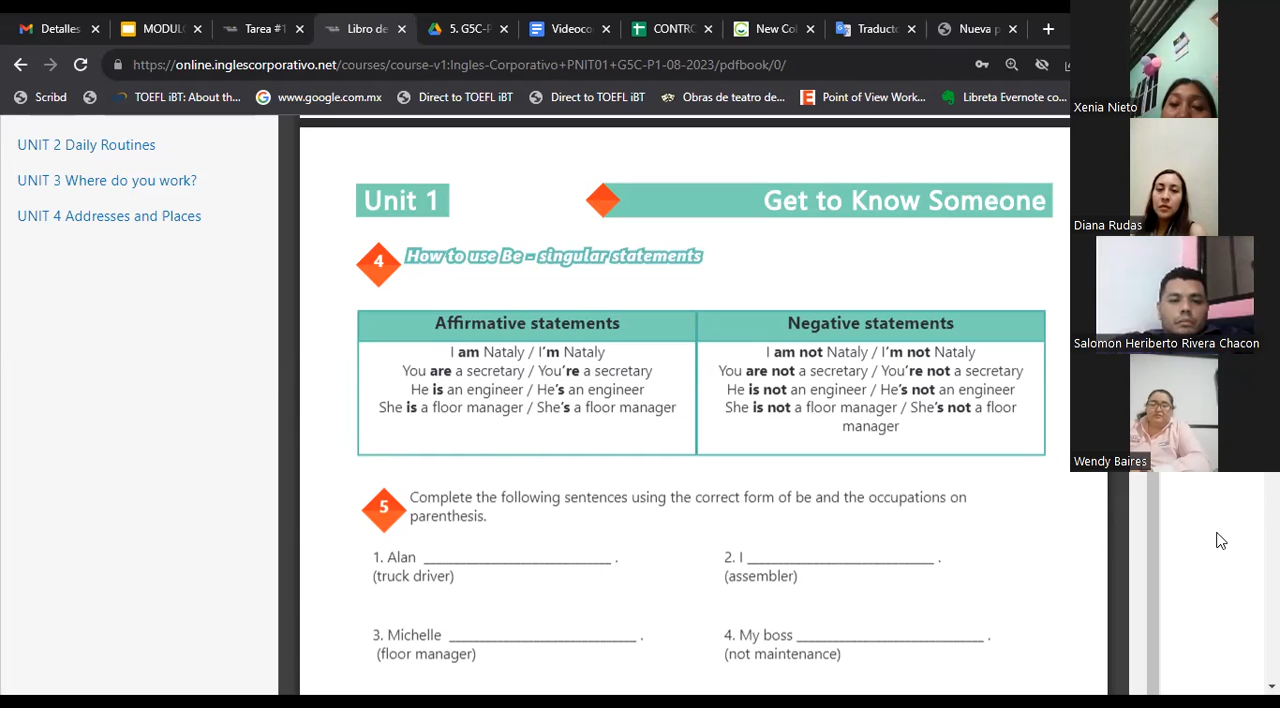 Detalles
MODUL
Tarea #1
Libro de
5. G5C-P
Videoco
CONTRO
New Col
Traducto
Nueva p
https://online.inglescorporativo.net/courses/course-v1:Ingles-Corporativo+PNIT01+G5C-P1-08-2023/pdfbook/0/
Scribd
TOEFL iBT: About th...
www.google.com.mx
Direct to TOEFL iBT
Direct to TOEFL iBT
Obras de teatro de...
Point of View Work...
Libreta Evernote co...
UNIT 2 Daily Routines
UNIT 3 Where do you work?
UNIT 4 Addresses and Places
Unit 1
Get to Know Someone
4
How to use Be - singular statements
Affirmative statements
I am Nataly / I'm Nataly
You are a secretary / You're a secretary
He is an engineer / He's an engineer
She is a floor manager / She's a floor manager
Negative statements
I am not Nataly / I'm not Nataly
You are not a secretary / You're not a secretary
He is not an engineer / He's not an engineer
She is not a floor manager / She's not a floor
manager
5
Complete the following sentences using the correct form of be and the occupations on
parenthesis.
1. Alan ___________________________ .
(truck driver)
2. I ___________________________ .
(assembler)
3. Michelle ___________________________ .
(floor manager)
4. My boss ___________________________ .
(not maintenance)
Xenia Nieto
Diana Rudas
Salomon Heriberto Rivera Chacon
Wendy Baires